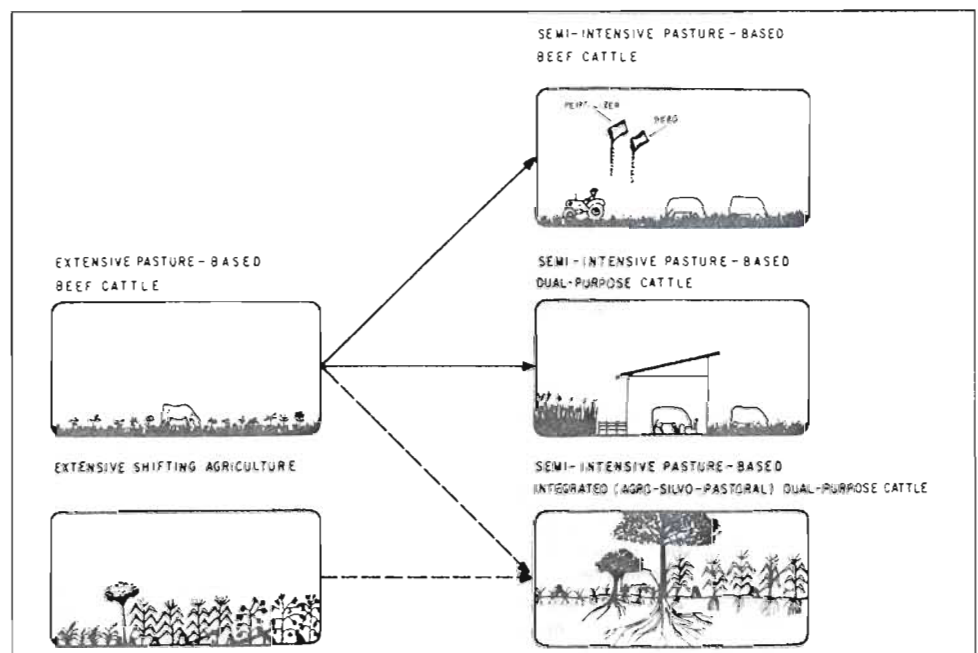 SEMI-INTENSIVE PASTURE-BASED
BEEF CATTLE
EXTENSIVE PASTURE-BASED
BEEF CATTLE
SEMI-INTENSIVE PASTURE-BASED
DUAL-PURPOSE CATTLE
EXTENSIVE SHIFTING AGRICULTURE
SEMI-INTENSIVE PASTURE-BASED
INTEGRATED (AGRO-SILVO-PASTORAL) DUAL-PURPOSE CATTLE